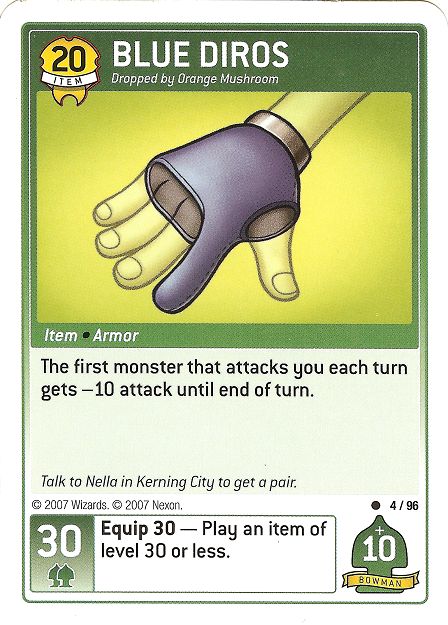 20
ITEM
BLUE DIROS
Dropped by Orange Mushroom
Item • Armor
The first monster that attacks you each turn
gets –10 attack until end of turn.
Talk to Nella in Kerning City to get a pair.
© 2007 Wizards. © 2007 Nexon.
● 4 / 96
30
Equip 30 — Play an item of
level 30 or less.
+
10
BOWMAN